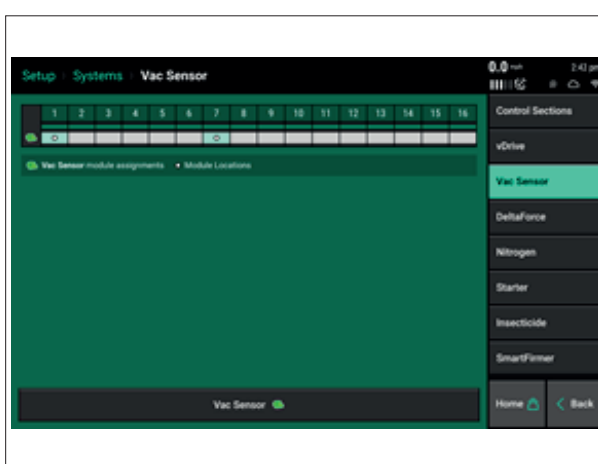 Setup Systems Vac Sensor
0.0 mph 2:43 pm
1 2 3 4 5 6 7 8 9 10 11 12 13 14 15 16
Vac Sensor module assignments • Module Locations
Control Sections
vDrive
Vac Sensor
DeltaForce
Nitrogen
Starter
Insecticide
SmartFirmer
Vac Sensor
Home < Back